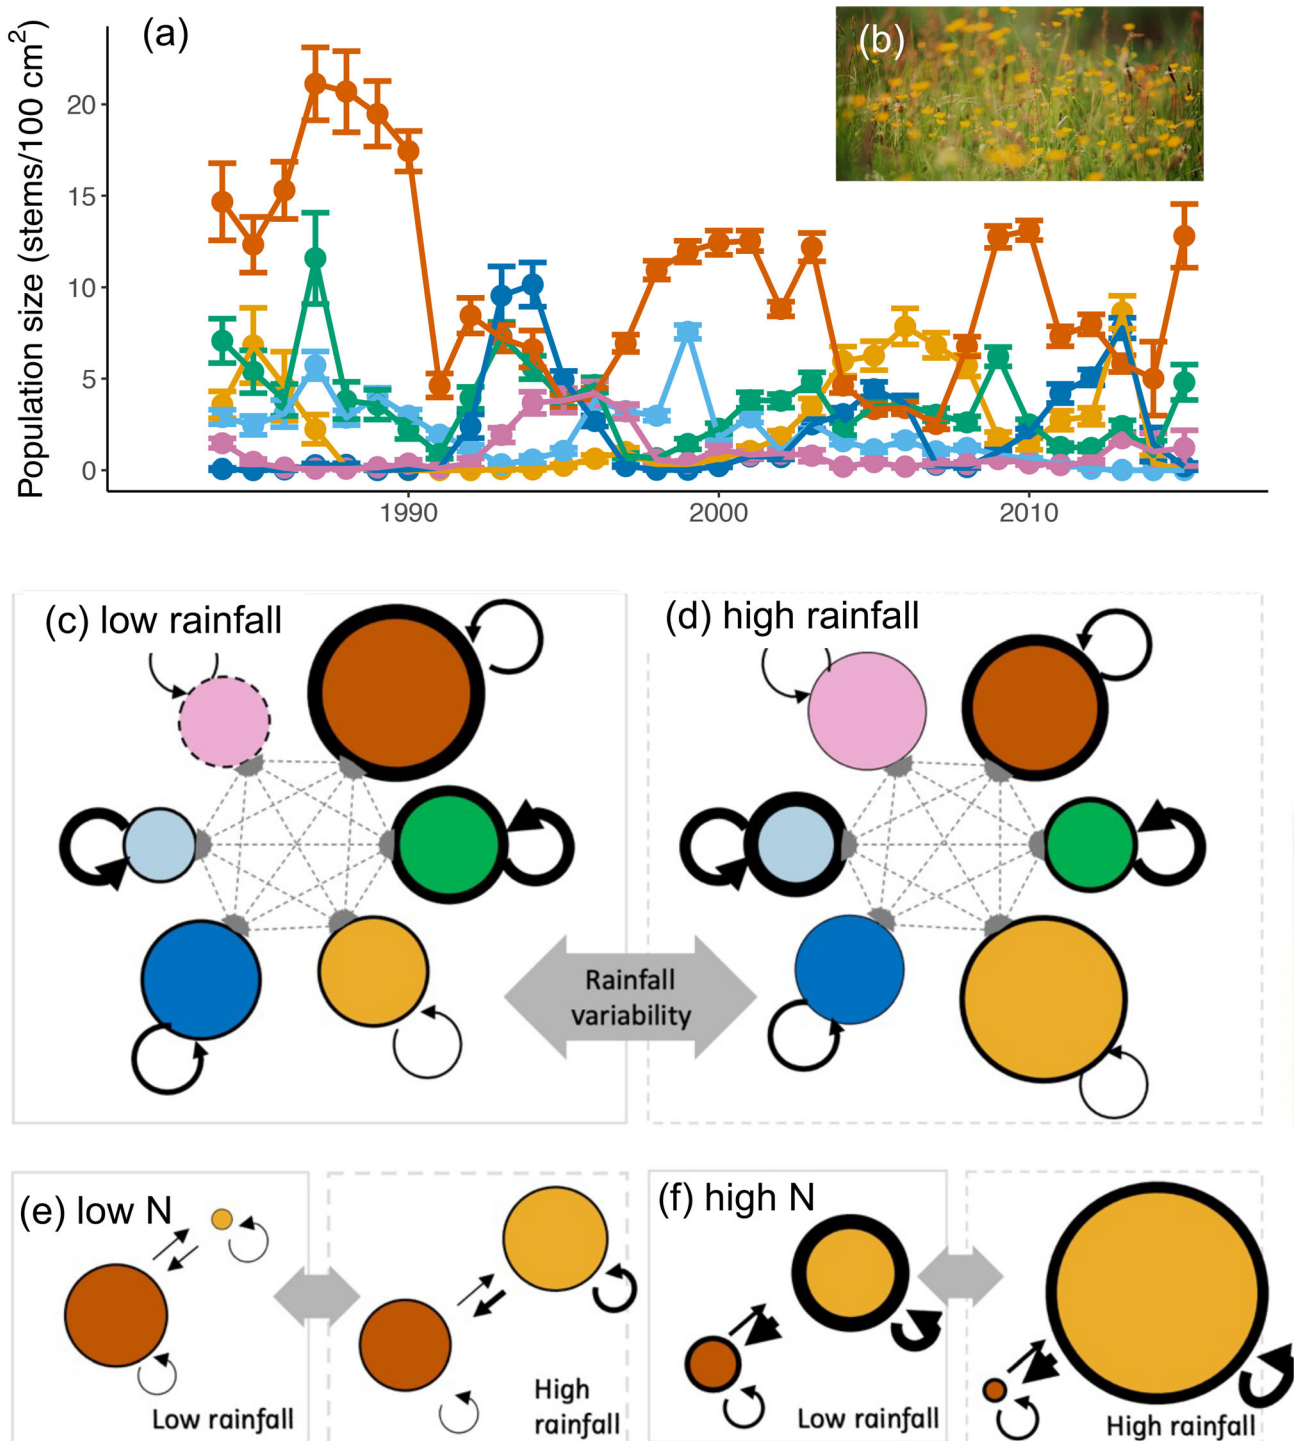 (a)
(b)
Population size (stems/100 cm²)
20
15
10
5
0
1990
2000
2010
(c) low rainfall
(d) high rainfall
Rainfall
variability
(e) low N
Low rainfall
High
rainfall
(f) high N
Low rainfall
High rainfall